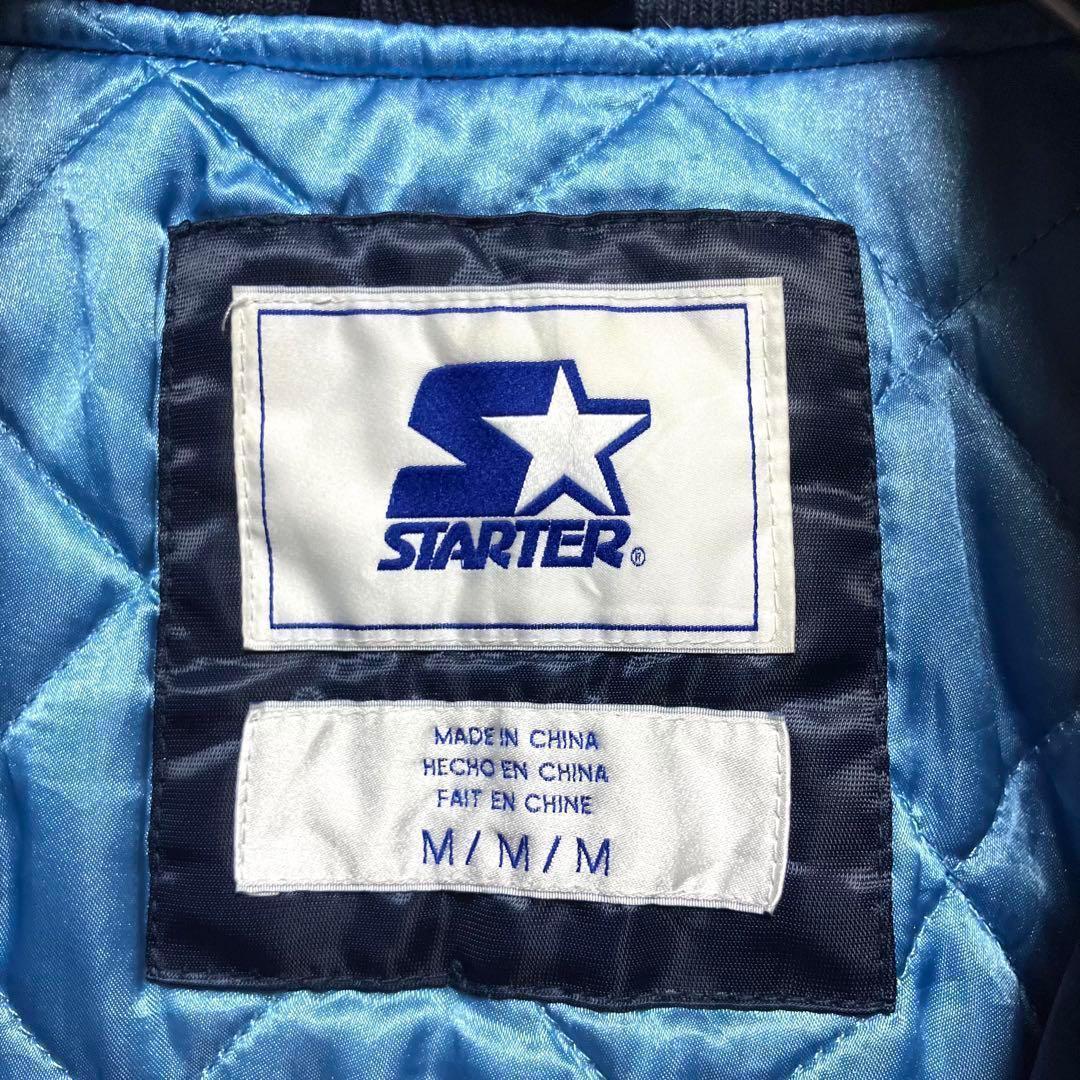 STARTER®
MADE IN CHINA
HECHO EN CHINA
FAIT EN CHINE
M/M/M